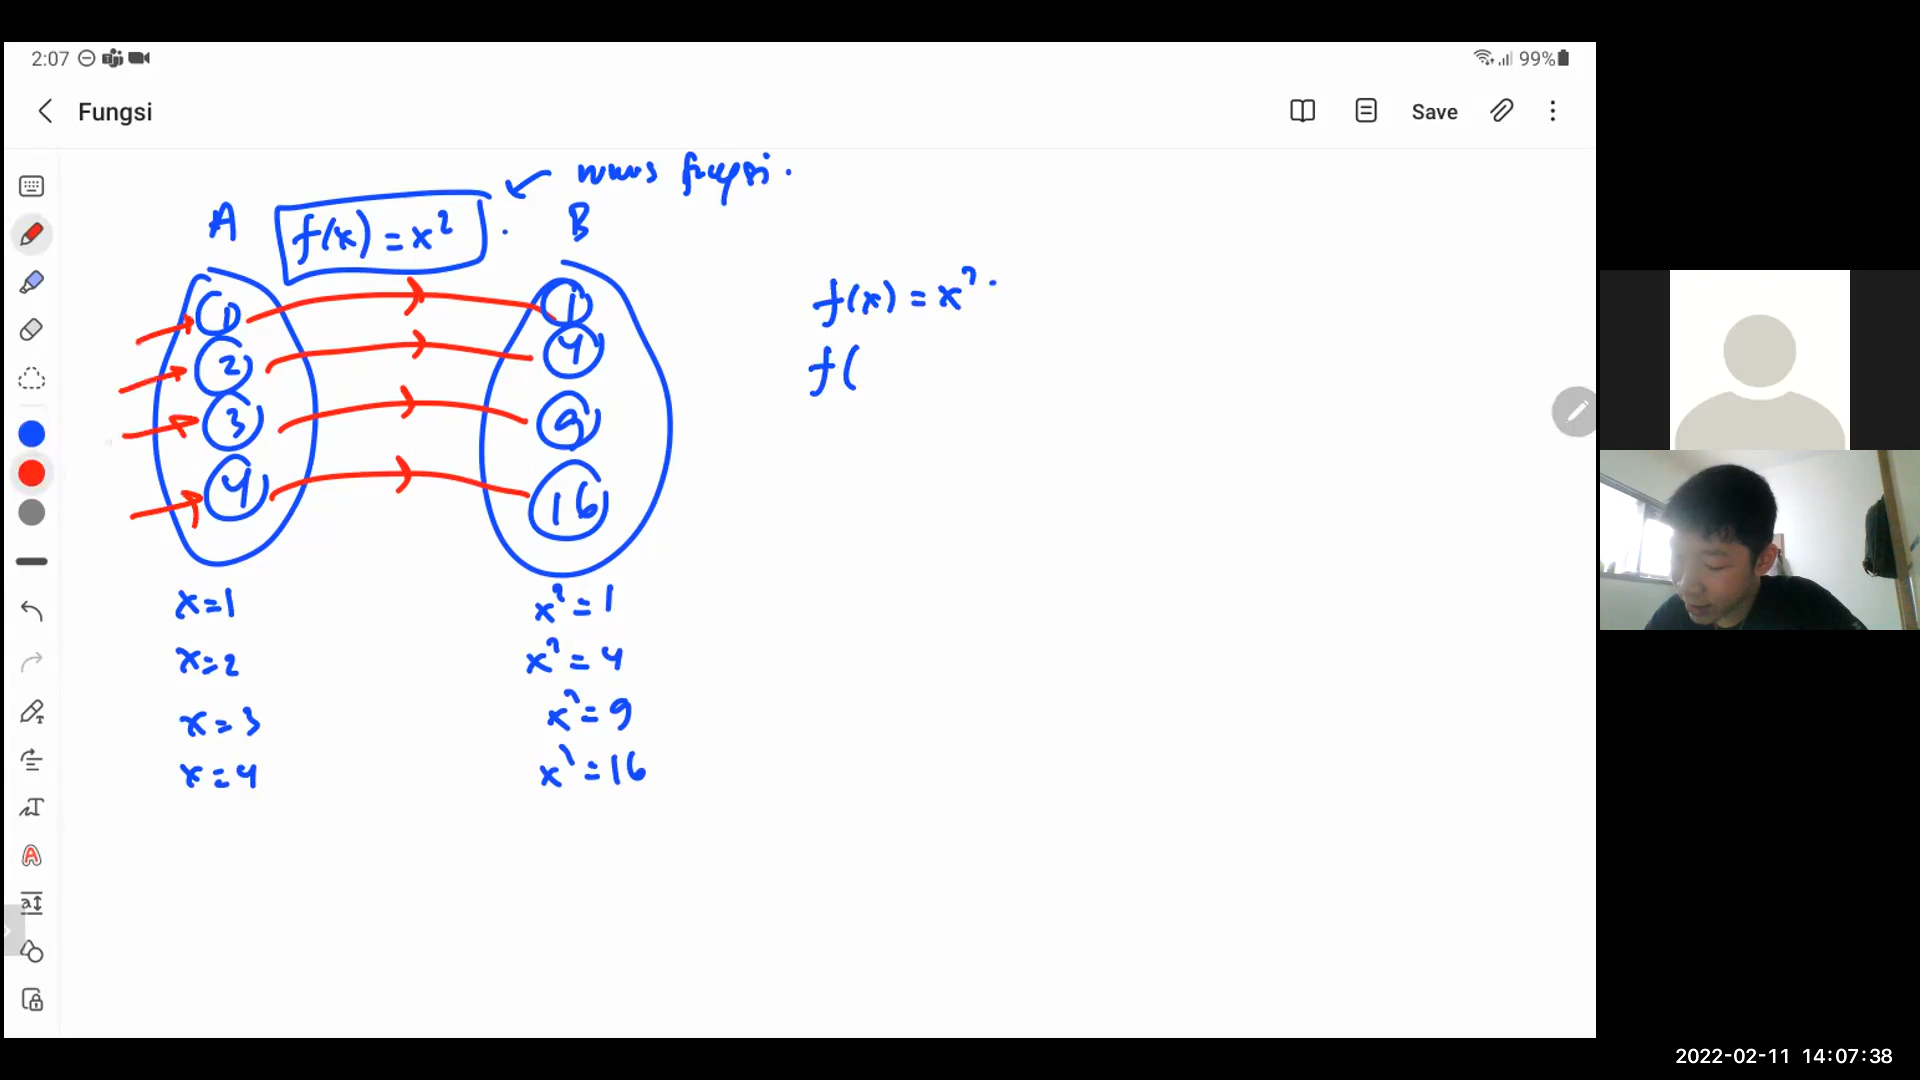 2:07
99%
Fungsi
Save
fungsi.
A
f(x) = x²
B
1
2
3
4
1
4
9
16
x=1
x=2
x=3
x=4
x²=1
x²=4
x²=9
x²=16
f(x) = x².
f(
2022-02-11 14:07:38